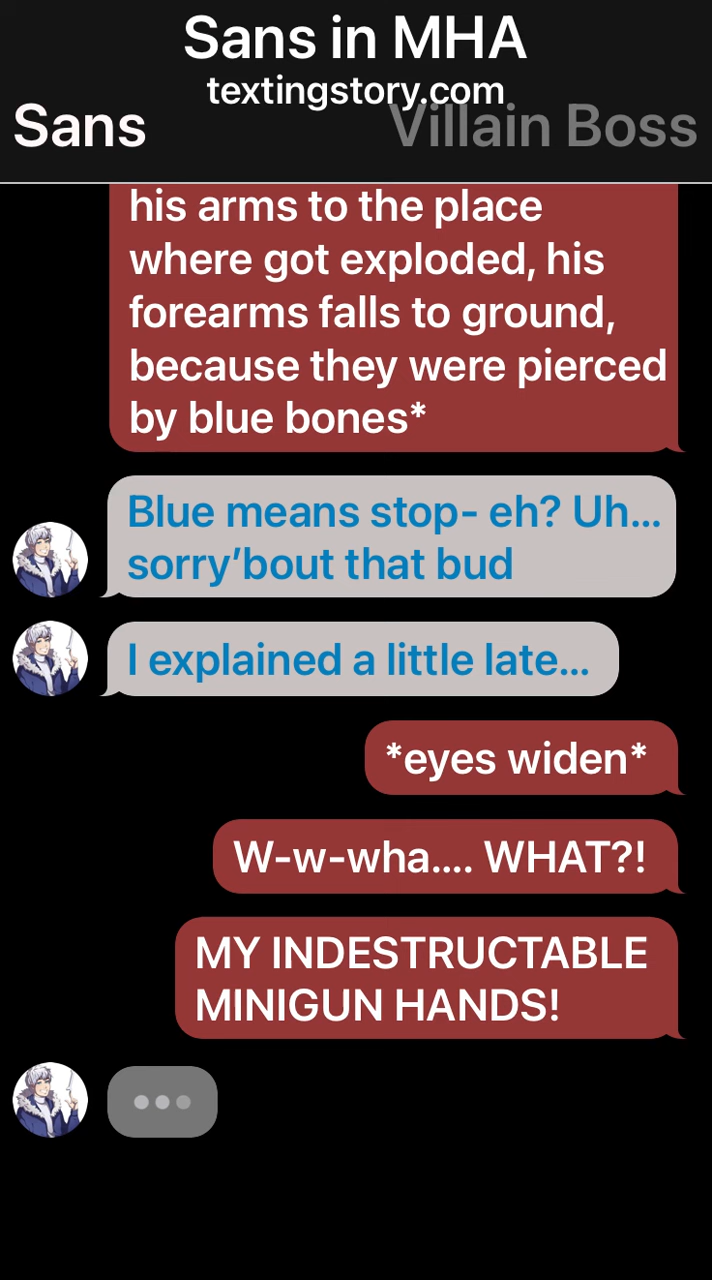 Sans in MHA
textingstory.com
Sans
Villain Boss
his arms to the place
where got exploded, his
forearms falls to ground,
because they were pierced
by blue bones*
Blue means stop- eh? Uh...
sorry’bout that bud
I explained a little late...
*eyes widen*
W-w-wha.... WHAT?!
MY INDESTRUCTABLE
MINIGUN HANDS!